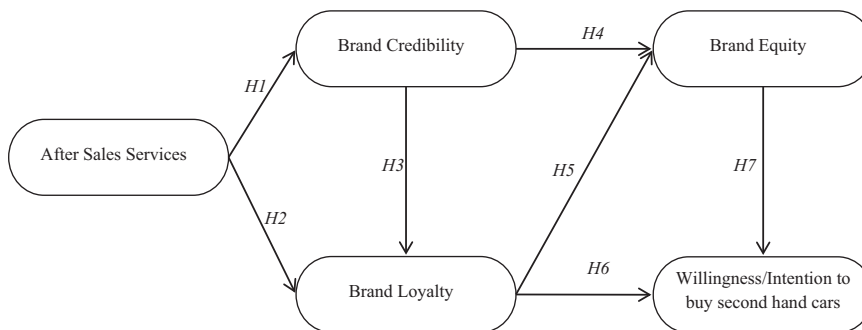 Brand Credibility
H4
Brand Equity
H1
After Sales Services
H3
H5
H7
H2
Brand Loyalty
H6
Willingness/Intention to
buy second hand cars